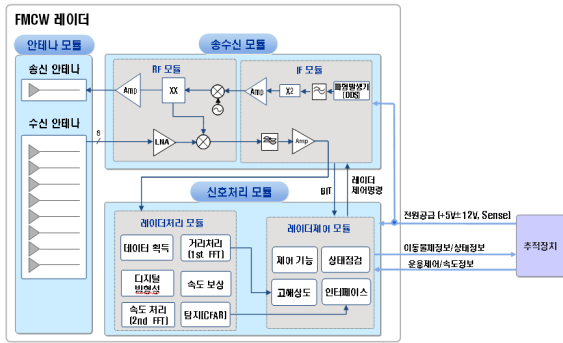 FMCW 레이더
안테나 모듈
송수신 모듈
송신 안테나
수신 안테나
RF 모듈
IF 모듈
Amp
XX
Amp
X2
파형발생기
(DDS)
6
LNA
Amp
BIT
레이더
제어명령
신호처리 모듈
레이더처리 모듈
레이더제어 모듈
데이터 획득
거리처리
(1st FFT)
제어 기능
상태점검
디지털
빔형성
속도 보상
고해상도
인터페이스
속도 처리
(2nd FFT)
탐지[CFAR]
전원공급 (+5V±12V, Sense)
이동물체정보/상태정보
운용제어/속도정보
추적장치